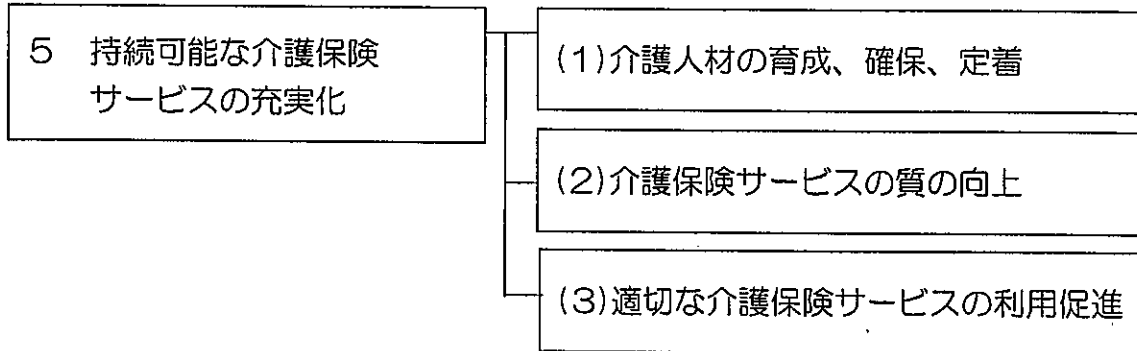 5　持続可能な介護保険
サービスの充実化
(1)介護人材の育成、確保、定着
(2)介護保険サービスの質の向上
(3)適切な介護保険サービスの利用促進